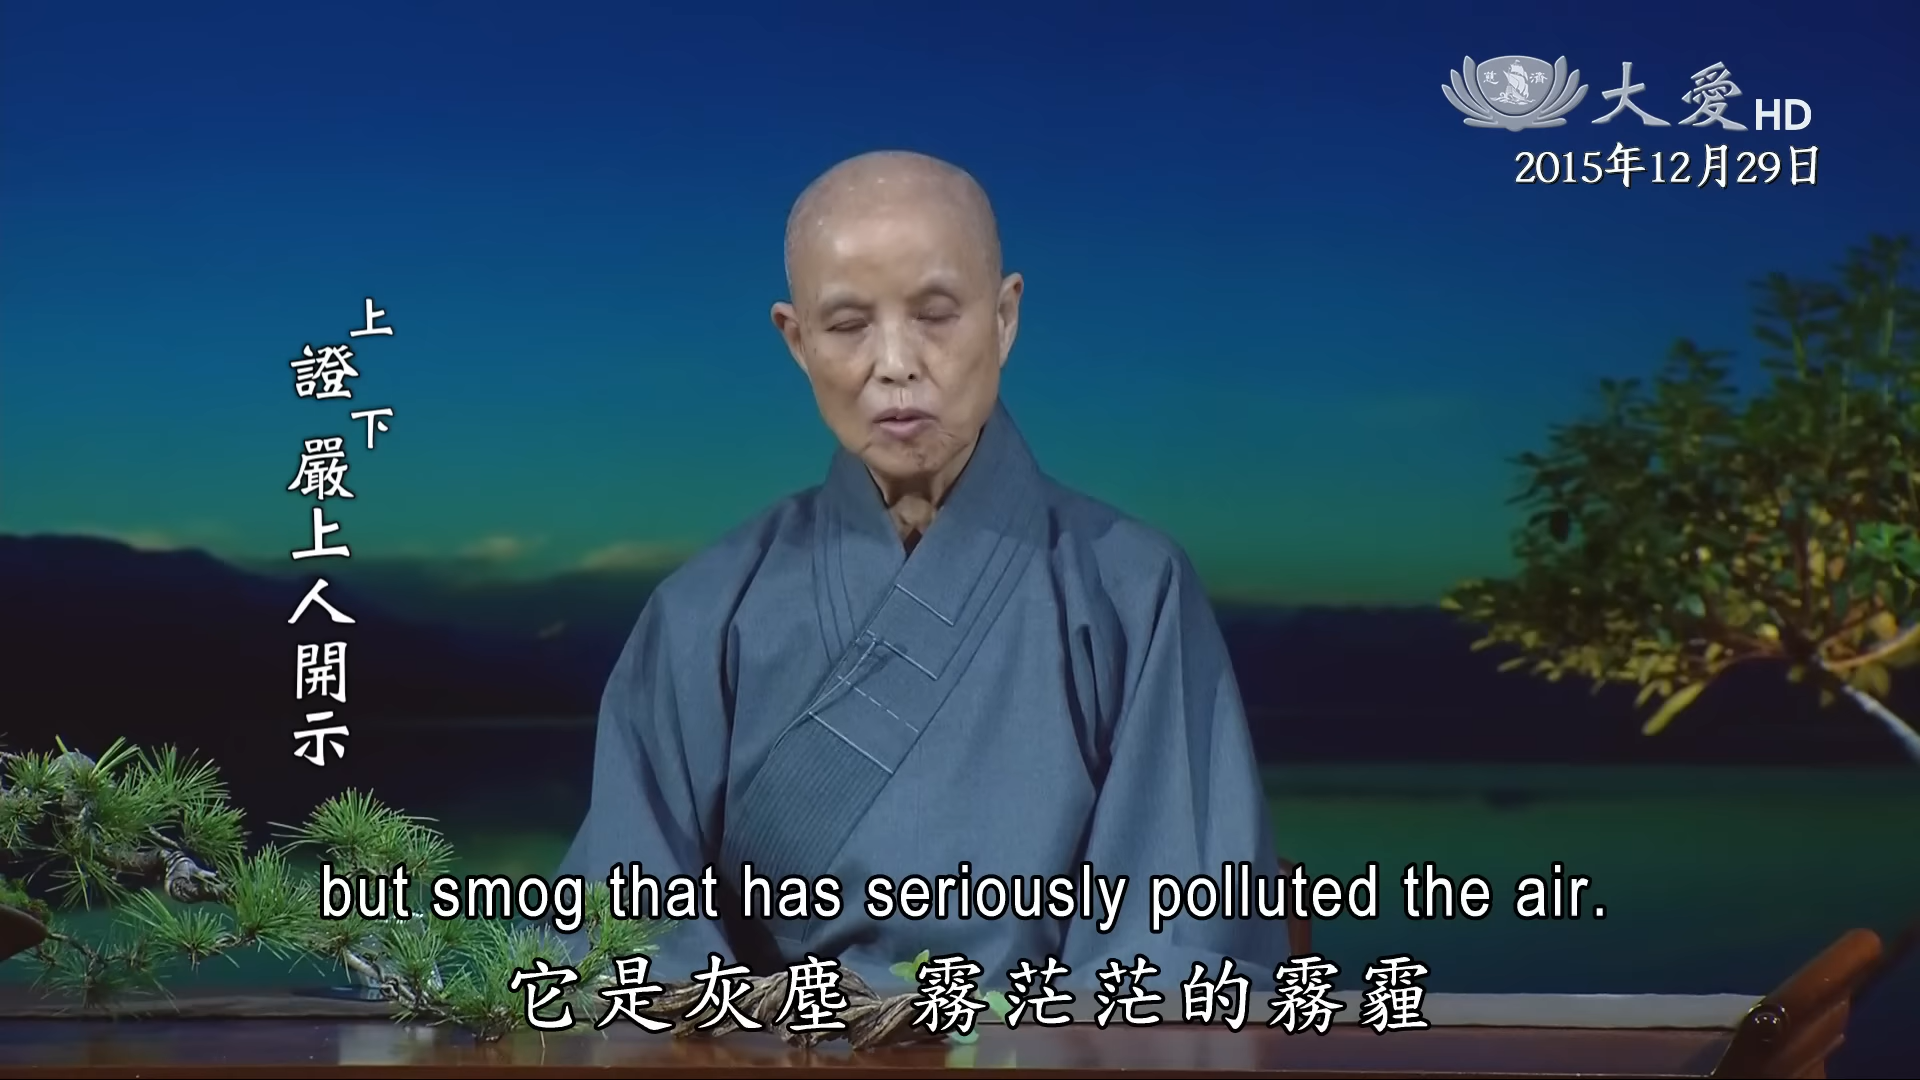 慈濟
大愛HD
2015年12月29日
上證下嚴上人開示
but smog that has seriously polluted the air.
它是灰塵 霧茫茫的霧霾